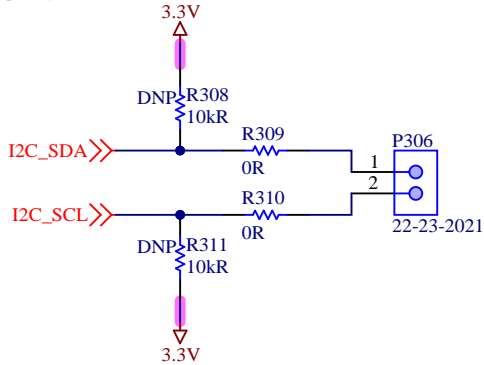 3.3V
DNP R308
10kR
R309
P306
I2C_SDA
0R
1
2
R310
I2C_SCL
0R
22-23-2021
DNP R311
10kR
3.3V